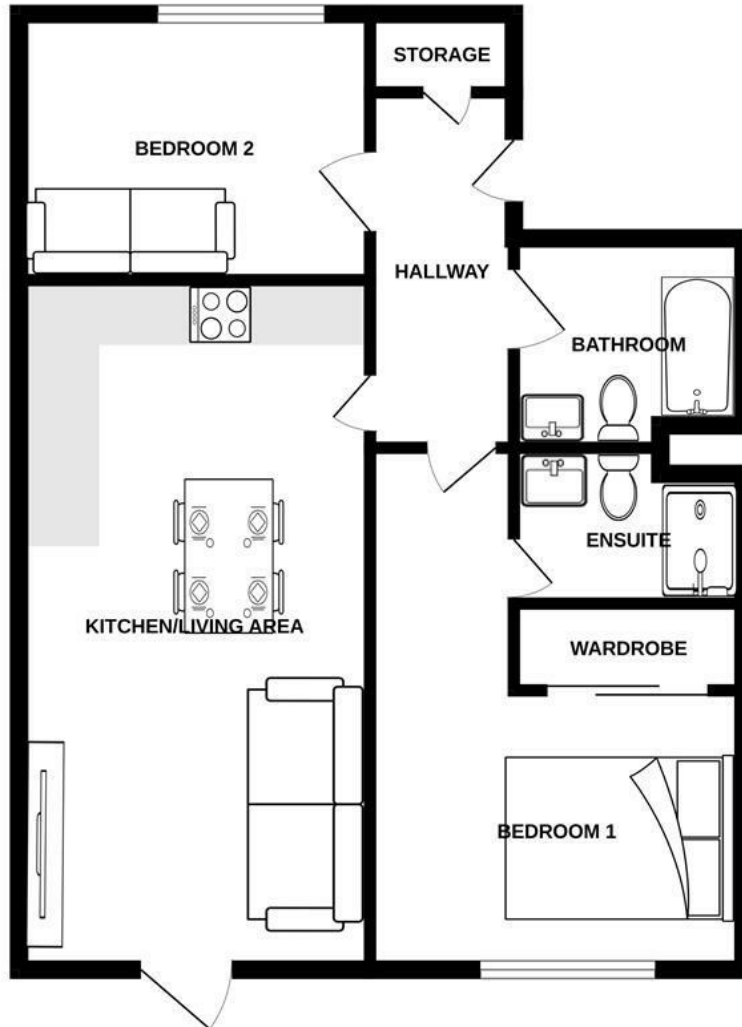 STORAGE
BEDROOM 2
HALLWAY
BATHROOM
ENSUITE
KITCHEN/LIVING AREA
WARDROBE
BEDROOM 1